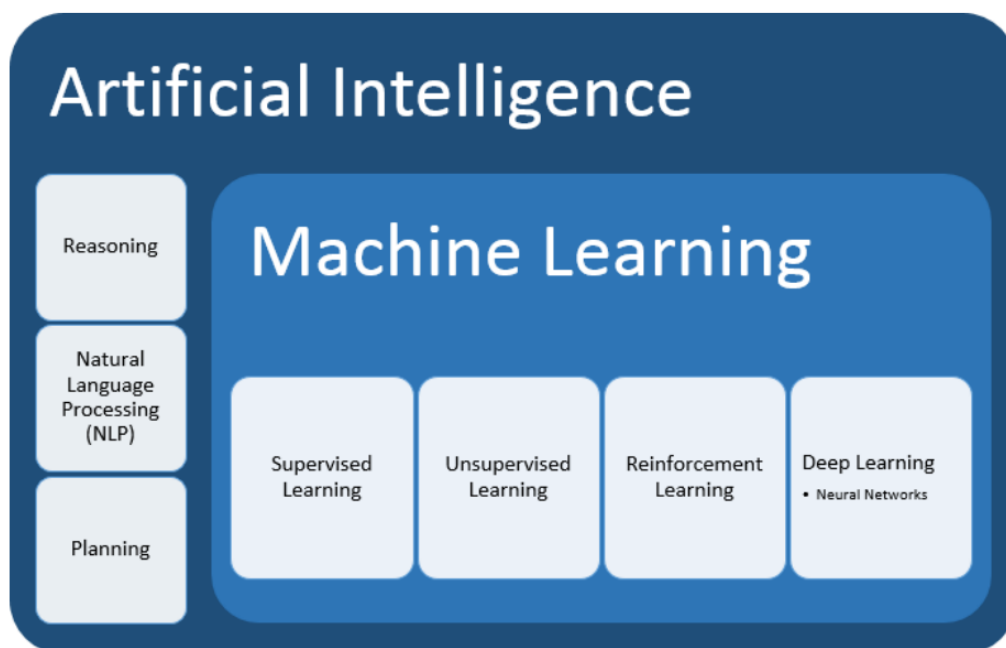 Artificial Intelligence
Reasoning
Natural
Language
Processing
(NLP)
Planning
Machine Learning
Supervised
Learning
Unsupervised
Learning
Reinforcement
Learning
Deep Learning
• Neural Networks